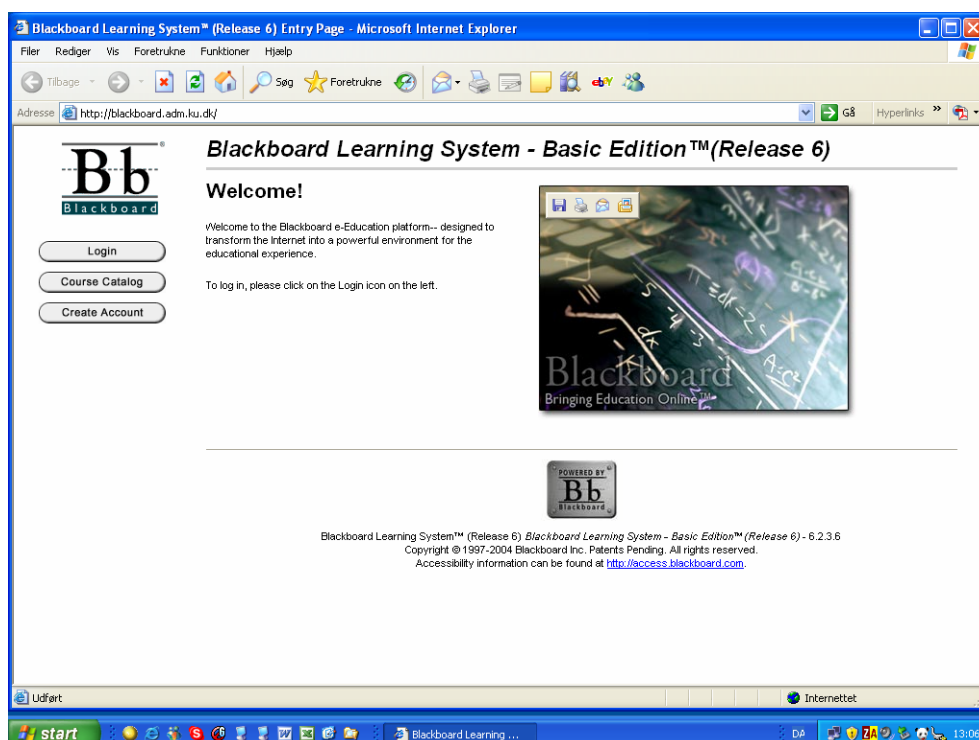 Blackboard Learning System™ (Release 6) Entry Page - Microsoft Internet Explorer
Filer Rediger Vis Foretrukne Funktioner Hjælp
Tilbage Søg Foretrukne
Adresse http://blackboard.adm.ku.dk/ Gå Hyperlinks »
Bb
Blackboard
Login
Course Catalog
Create Account
Blackboard Learning System - Basic Edition™(Release 6)
Welcome!
Welcome to the Blackboard e-Education platform-- designed to
transform the Internet into a powerful environment for the
educational experience.
To log in, please click on the Login icon on the left.
Blackboard
Bringing Education Online™
POWERED BY
Bb
Blackboard
Blackboard Learning System™ (Release 6) Blackboard Learning System - Basic Edition™ (Release 6) - 6.2.3.6
Copyright © 1997-2004 Blackboard Inc. Patents Pending. All rights reserved.
Accessibility information can be found at http://access.blackboard.com.
Udført Internettet
start Blackboard Learning ... DA 13:06